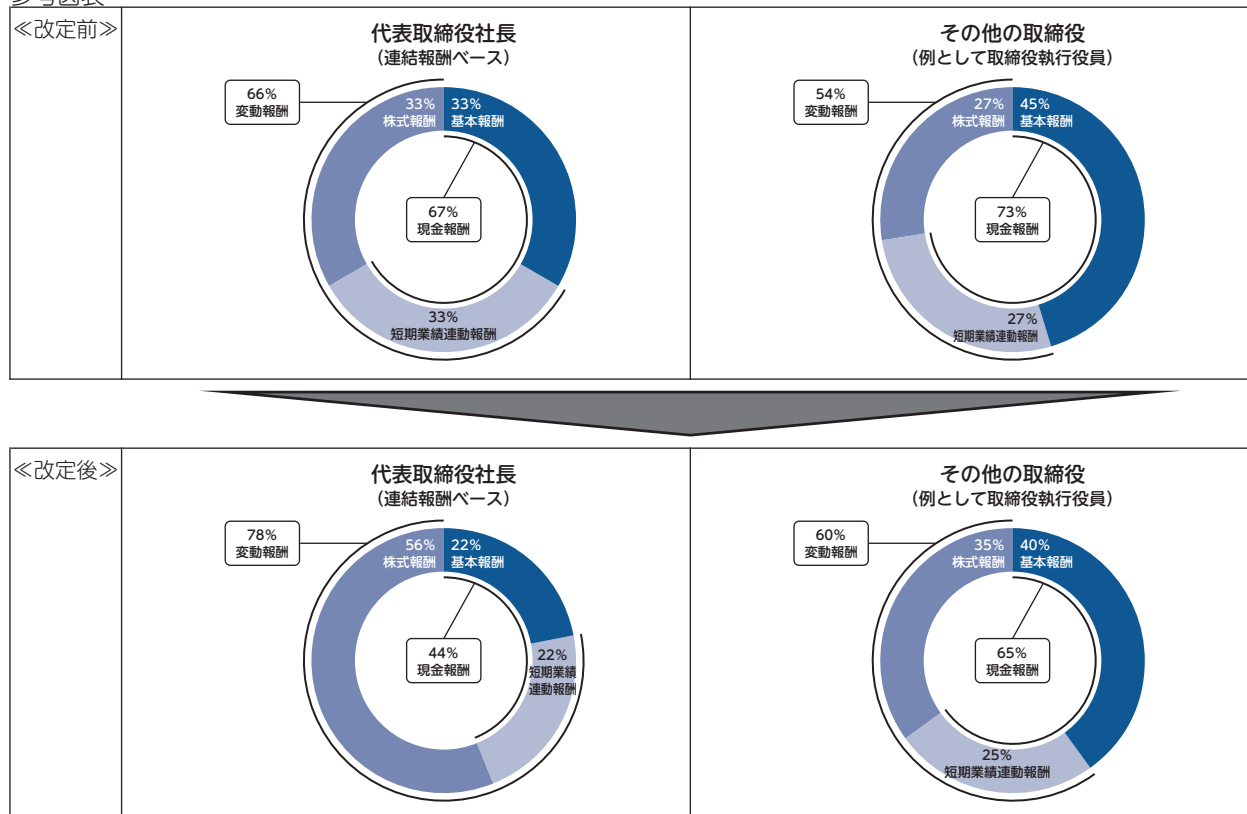 参考図表
≪改定前≫
代表取締役社長
（連結報酬ベース）
66%
変動報酬
33%
株式報酬
33%
基本報酬
67%
現金報酬
33%
短期業績連動報酬
その他の取締役
（例として取締役執行役員）
54%
変動報酬
27%
株式報酬
45%
基本報酬
73%
現金報酬
27%
短期業績連動報酬
≪改定後≫
代表取締役社長
（連結報酬ベース）
78%
変動報酬
56%
株式報酬
22%
基本報酬
44%
現金報酬
22%
短期業績
連動報酬
その他の取締役
（例として取締役執行役員）
60%
変動報酬
35%
株式報酬
40%
基本報酬
65%
現金報酬
25%
短期業績連動報酬